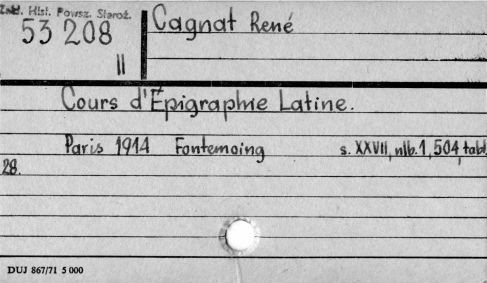 Zakł. Hist. Powsz. Staroż.
53 208
II
Cagnat René
Cours d'Épigraphie Latine.
Paris 1914 Fontemoing s. XXVII, nlb. 1, 504, tabl.
28.
DUJ 867/71 5 000